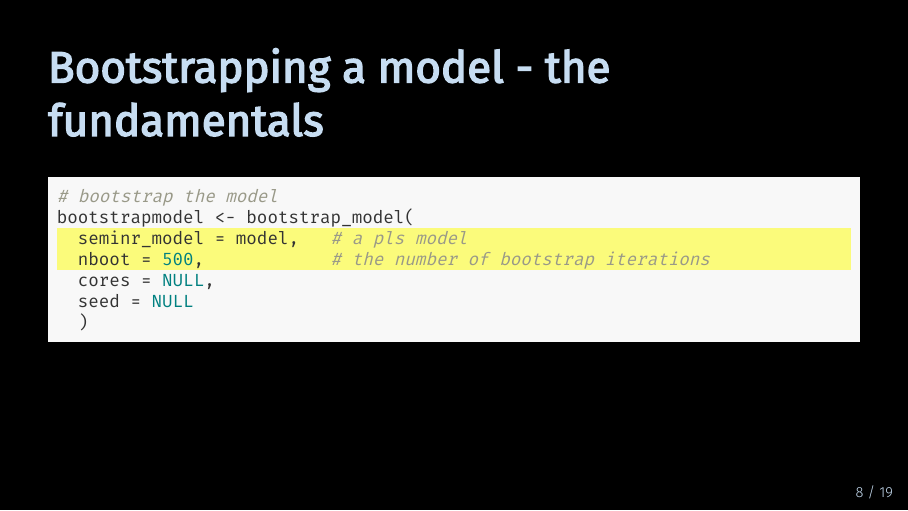 Bootstrapping a model - the
fundamentals
# bootstrap the model
bootstrapmodel <- bootstrap_model(
  seminr_model = model,   # a pls model
  nboot = 500,            # the number of bootstrap iterations
  cores = NULL,
  seed = NULL
  )
8 / 19